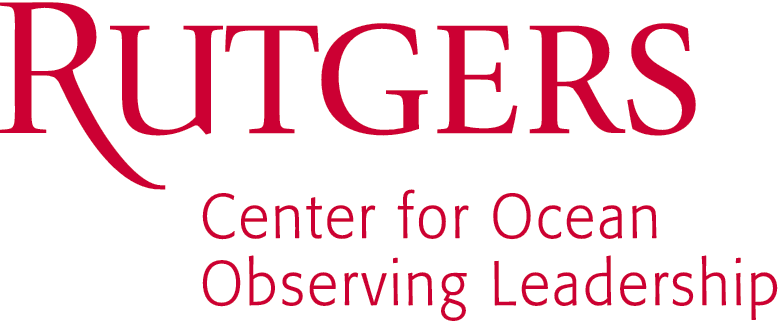 RUTGERS
Center for Ocean
Observing Leadership